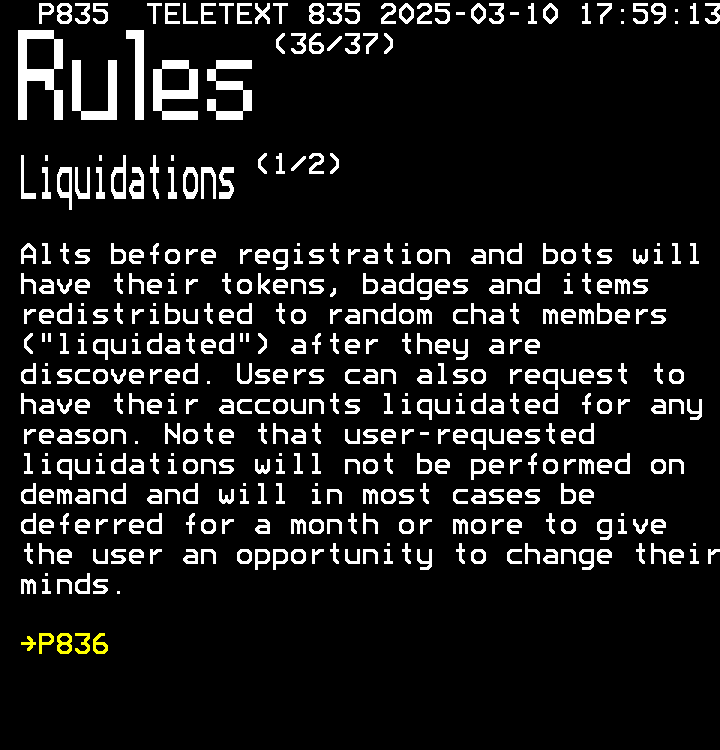 P835 TELETEXT 835 2025-03-10 17:59:13
Rules (36/37)
Liquidations (1/2)
Alts before registration and bots will
have their tokens, badges and items
redistributed to random chat members
("liquidated") after they are
discovered. Users can also request to
have their accounts liquidated for any
reason. Note that user-requested
liquidations will not be performed on
demand and will in most cases be
deferred for a month or more to give
the user an opportunity to change their
minds.
→P836